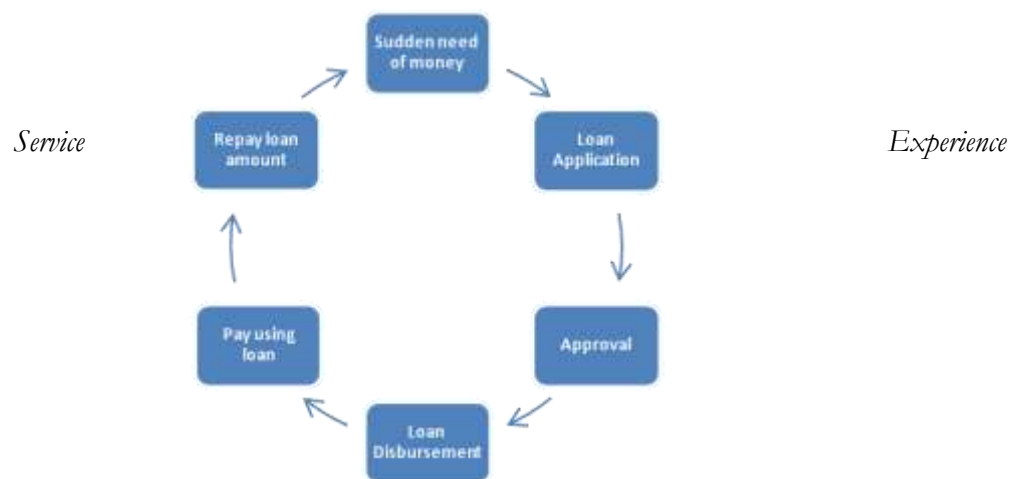 Sudden need
of money
Service
Repay loan
amount
Loan
Application
Experience
Pay using
loan
Approval
Loan
Disbursement